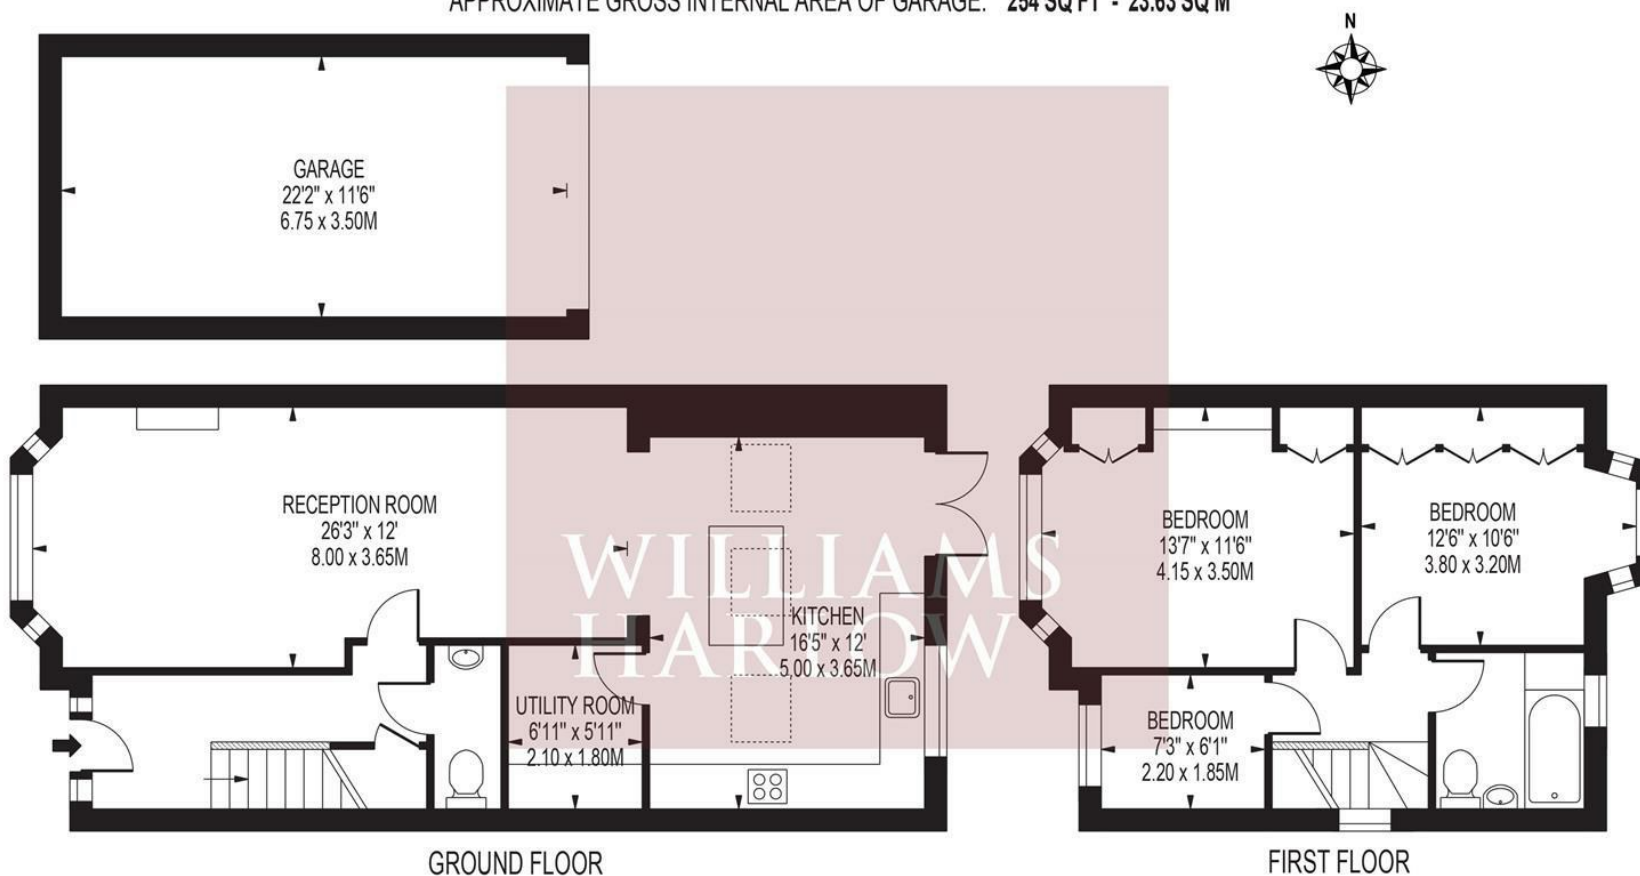 APPROXIMATE GROSS INTERNAL AREA OF GARAGE: 254 SQ FT - 23.63 SQ M
N
GARAGE
22'2" x 11'6"
6.75 x 3.50M
RECEPTION ROOM
26'3" x 12'
8.00 x 3.65M
WILLIAMS
HARLOW
KITCHEN
16'5" x 12'
5.00 x 3.65M
UTILITY ROOM
6'11" x 5'11"
2.10 x 1.80M
BEDROOM
13'7" x 11'6"
4.15 x 3.50M
BEDROOM
12'6" x 10'6"
3.80 x 3.20M
BEDROOM
7'3" x 6'1"
2.20 x 1.85M
GROUND FLOOR
FIRST FLOOR